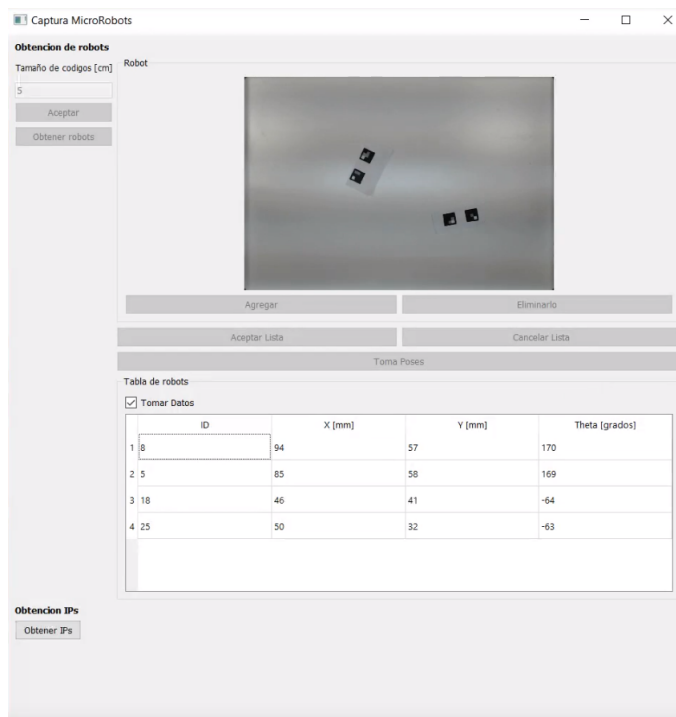 Captura MicroRobots
Obtencion de robots
Tamaño de codigos [cm]
Robot
5
Aceptar
Obtener robots
Agregar
Eliminarlo
Aceptar Lista
Cancelar Lista
Toma Poses
Tabla de robots
Tomar Datos
ID X [mm] Y [mm] Theta [grados]
1 8 94 57 170
2 5 85 58 169
3 18 46 41 -64
4 25 50 32 -63
Obtencion IPs
Obtener IPs